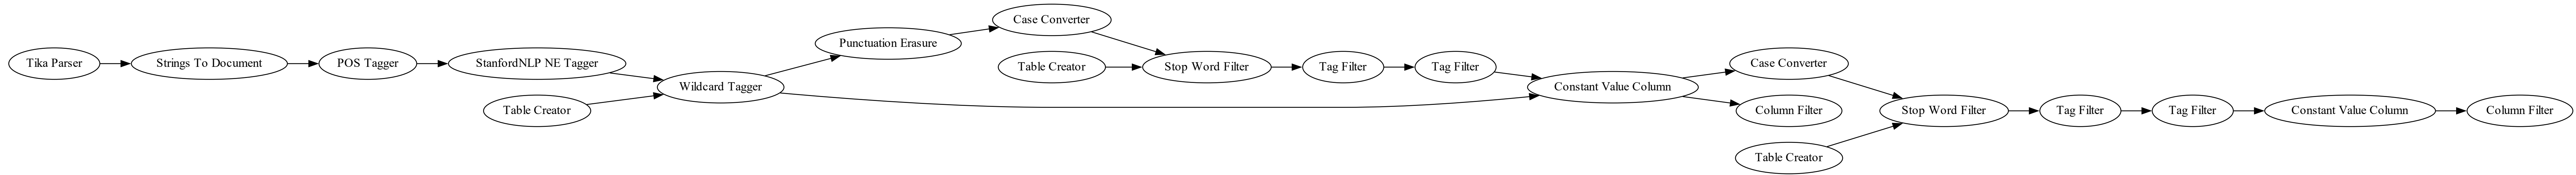 Tika Parser
Strings To Document
POS Tagger
StanfordNLP NE Tagger
Table Creator
Wildcard Tagger
Punctuation Erasure
Case Converter
Table Creator
Stop Word Filter
Tag Filter
Tag Filter
Constant Value Column
Case Converter
Column Filter
Table Creator
Stop Word Filter
Tag Filter
Tag Filter
Constant Value Column
Column Filter